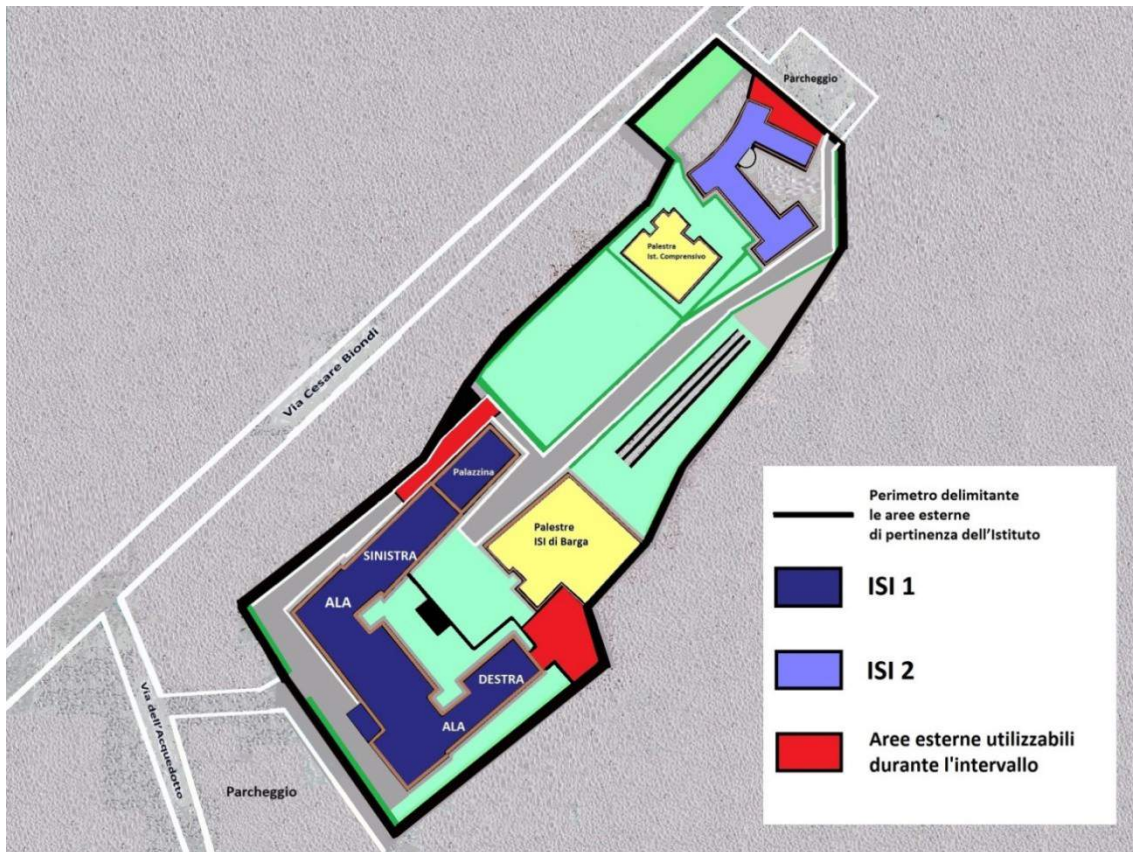 Parcheggio
Palestra
Ist. Comprensivo
Via Cesare Biondi
Palazzina
SINISTRA
ALA
Palestre
ISI di Barga
DESTRA
ALA
Via dell'Acquedotto
Parcheggio
Perimetro delimitante
le aree esterne
di pertinenza dell'Istituto
ISI 1
ISI 2
Aree esterne utilizzabili
durante l'intervallo